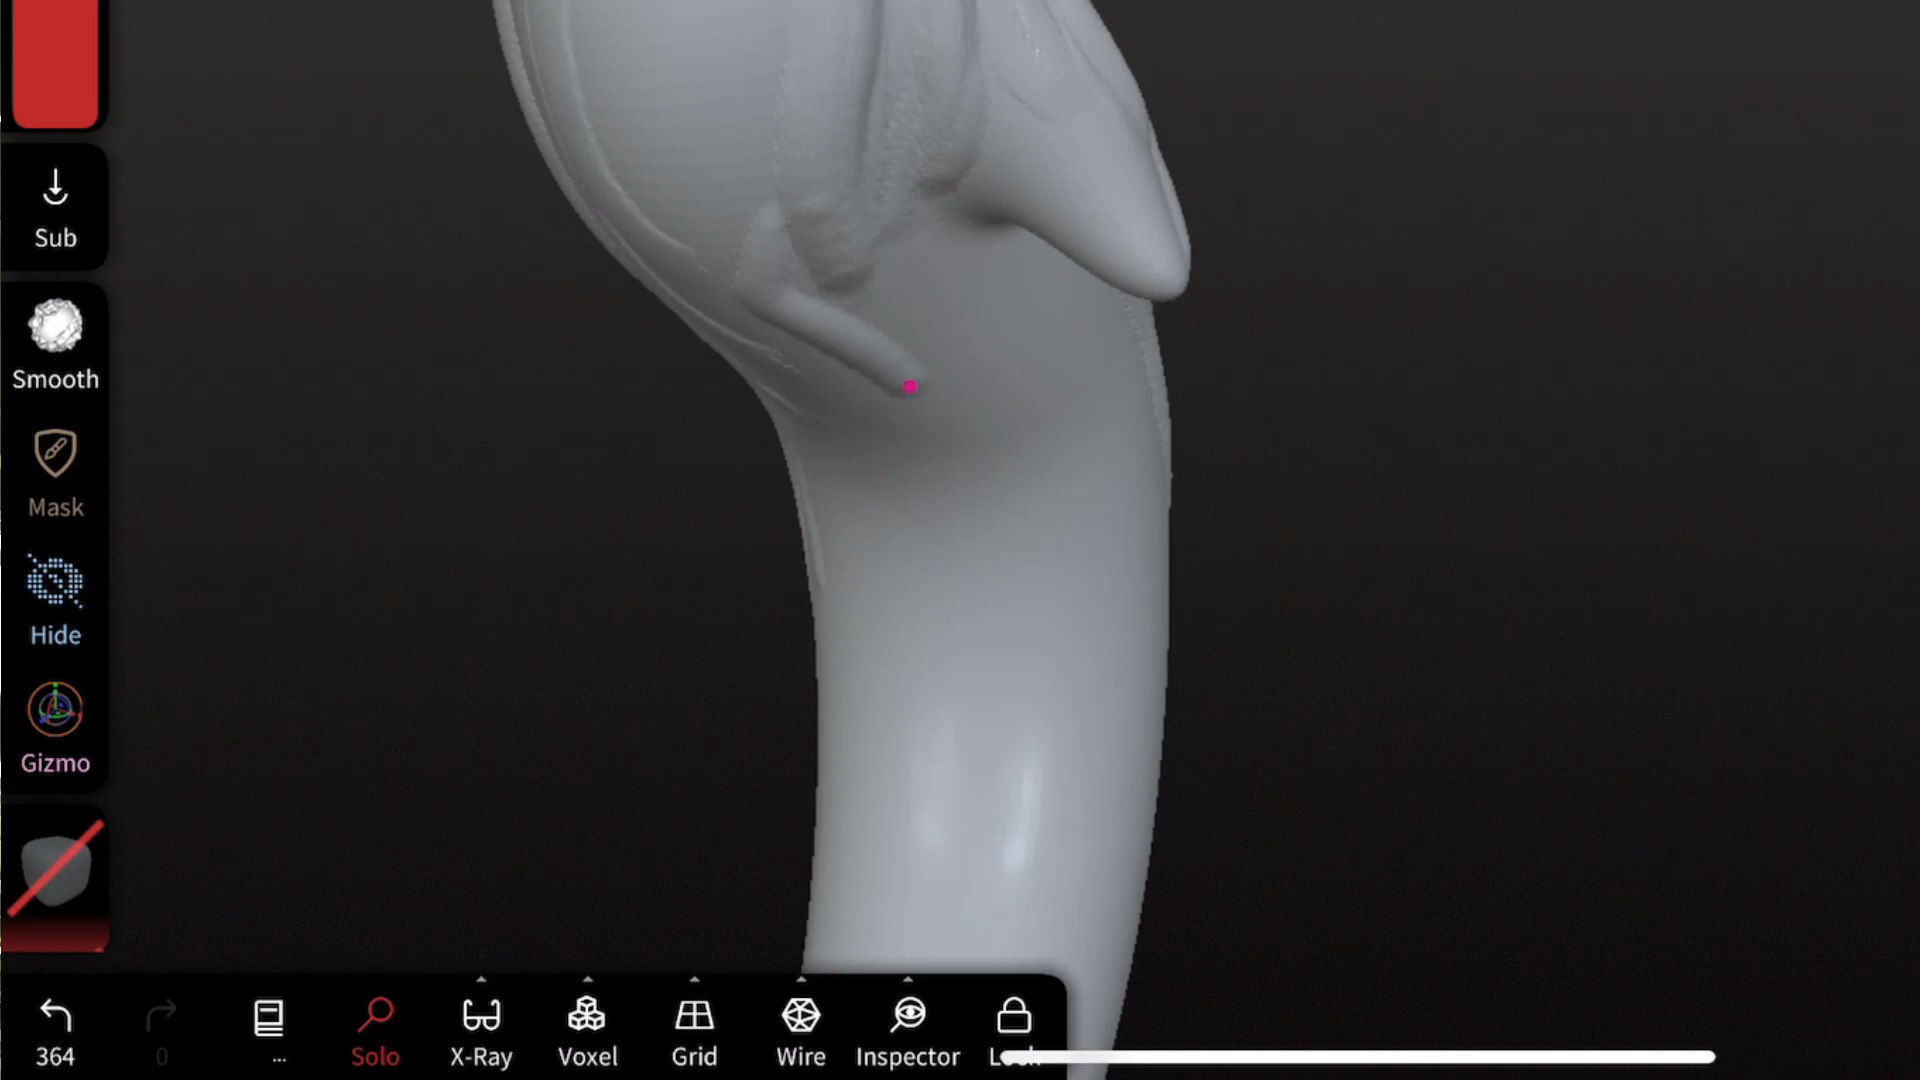 Sub
Smooth
Mask
Hide
Gizmo
364
0
...
Solo
X-Ray
Voxel
Grid
Wire
Inspector